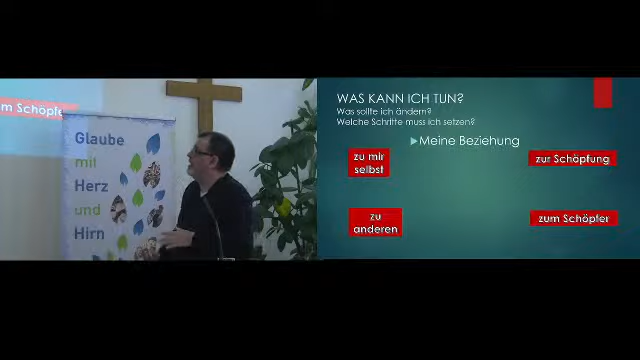 m Schöpfer
Glaube
mit
Herz
und
Hirn
WAS KANN ICH TUN?
Was sollte ich ändern?
Welche Schritte muss ich setzen?
Meine Beziehung
zu mir
selbst
zur Schöpfung
zu
anderen
zum Schöpfer